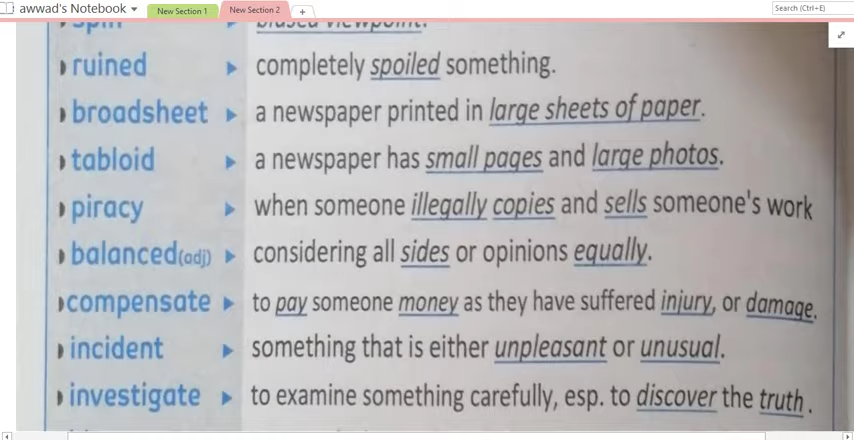 awwad's Notebook
New Section 1
New Section 2
+
Search (Ctrl+E)
spin biased viewpoint.
ruined completely spoiled something.
broadsheet a newspaper printed in large sheets of paper.
tabloid a newspaper has small pages and large photos.
piracy when someone illegally copies and sells someone's work
balanced(adj) considering all sides or opinions equally.
compensate to pay someone money as they have suffered injury, or damage.
incident something that is either unpleasant or unusual.
investigate to examine something carefully, esp. to discover the truth.